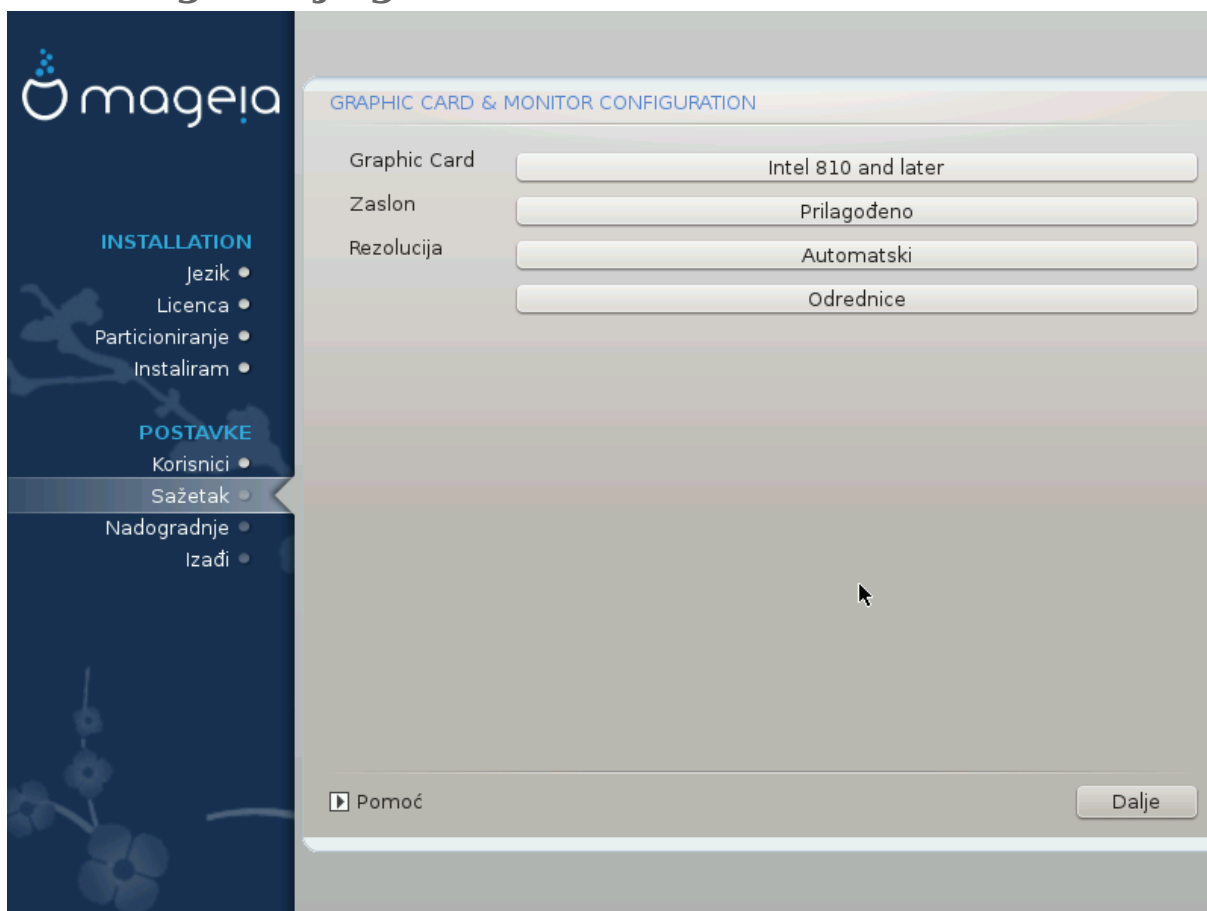 mageia
INSTALLATION
Jezik
Licenca
Particioniranje
Instaliram
POSTAVKE
Korisnici
Sažetak
Nadogradnje
Izađi
GRAPHIC CARD & MONITOR CONFIGURATION
Graphic Card
Intel 810 and later
Zaslon
Prilagođeno
Rezolucija
Automatski
Odrednice
Pomoć
Dalje